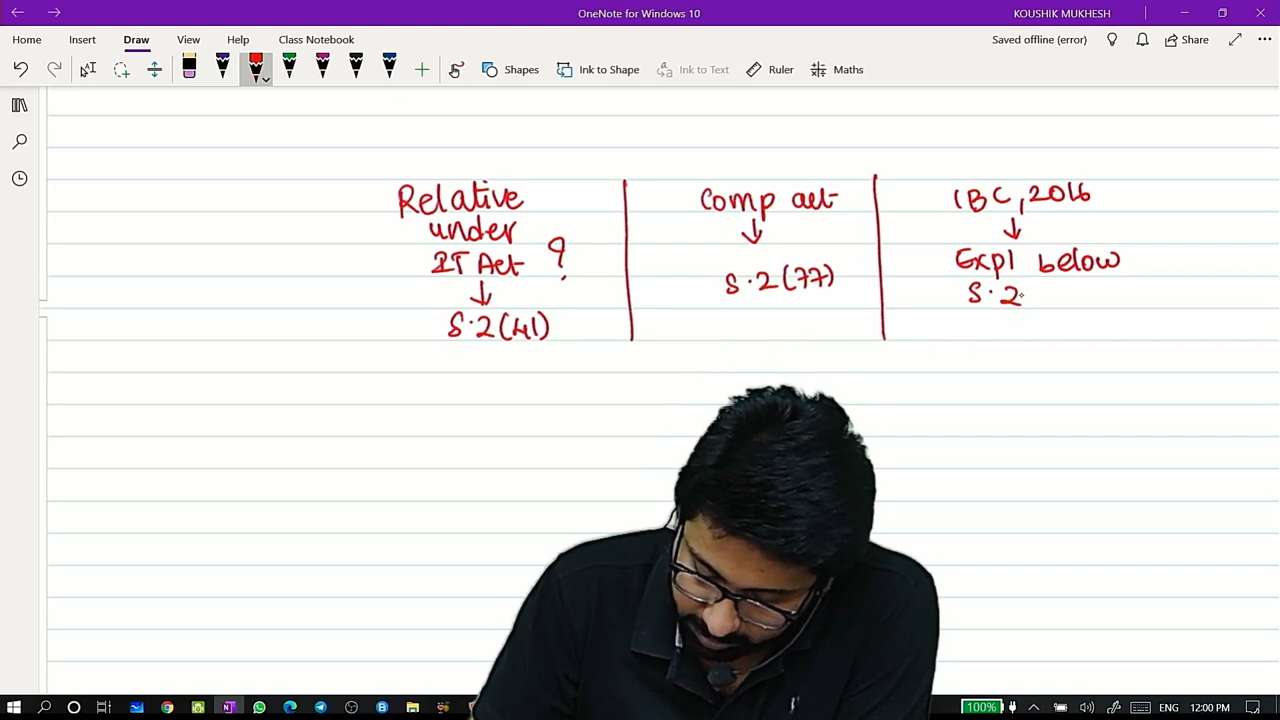 OneNote for Windows 10
KOUSHIK MUKHESH
Home Insert Draw View Help Class Notebook
Saved offline (error) Share
Shapes Ink to Shape Ink to Text Ruler Maths
Relative
under
IT Act ?
S.2(41)
Comp act
S.2(77)
IBC, 2016
Expl below
S.2
100% ENG 12:00 PM